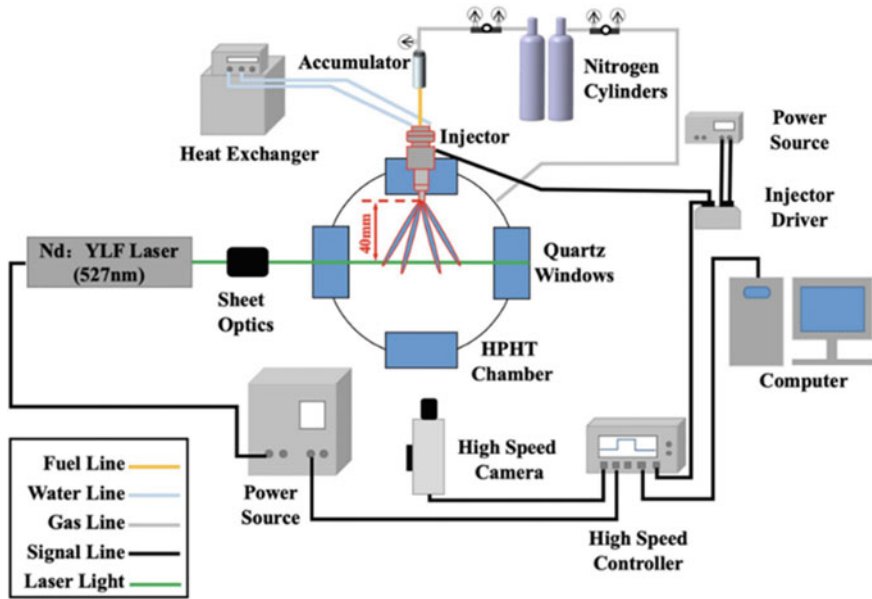 Accumulator
Nitrogen
Cylinders
Power
Source
Heat Exchanger
Injector
Injector
Driver
40mm
Nd: YLF Laser
(527nm)
Quartz
Windows
Sheet
Optics
HPHT
Chamber
Computer
High Speed
Camera
Power
Source
High Speed
Controller
Fuel Line
Water Line
Gas Line
Signal Line
Laser Light